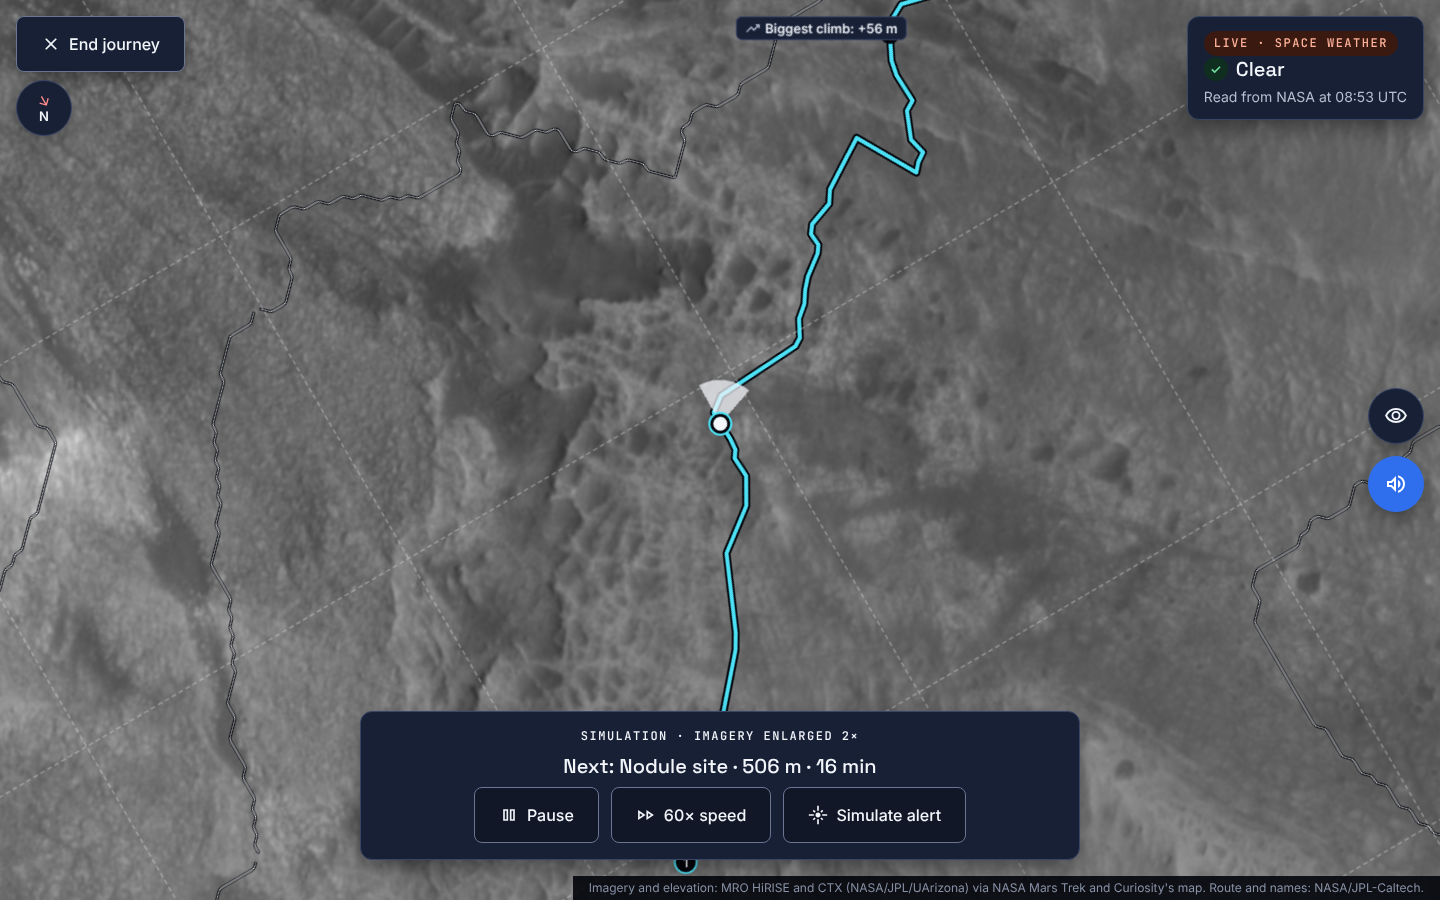 End journey
N
Biggest climb: +56 m
LIVE · SPACE WEATHER
Clear
Read from NASA at 08:53 UTC
SIMULATION · IMAGERY ENLARGED 2×
Next: Nodule site · 506 m · 16 min
Pause
60× speed
Simulate alert
Imagery and elevation: MRO HiRISE and CTX (NASA/JPL/UArizona) via NASA Mars Trek and Curiosity's map. Route and names: NASA/JPL-Caltech.